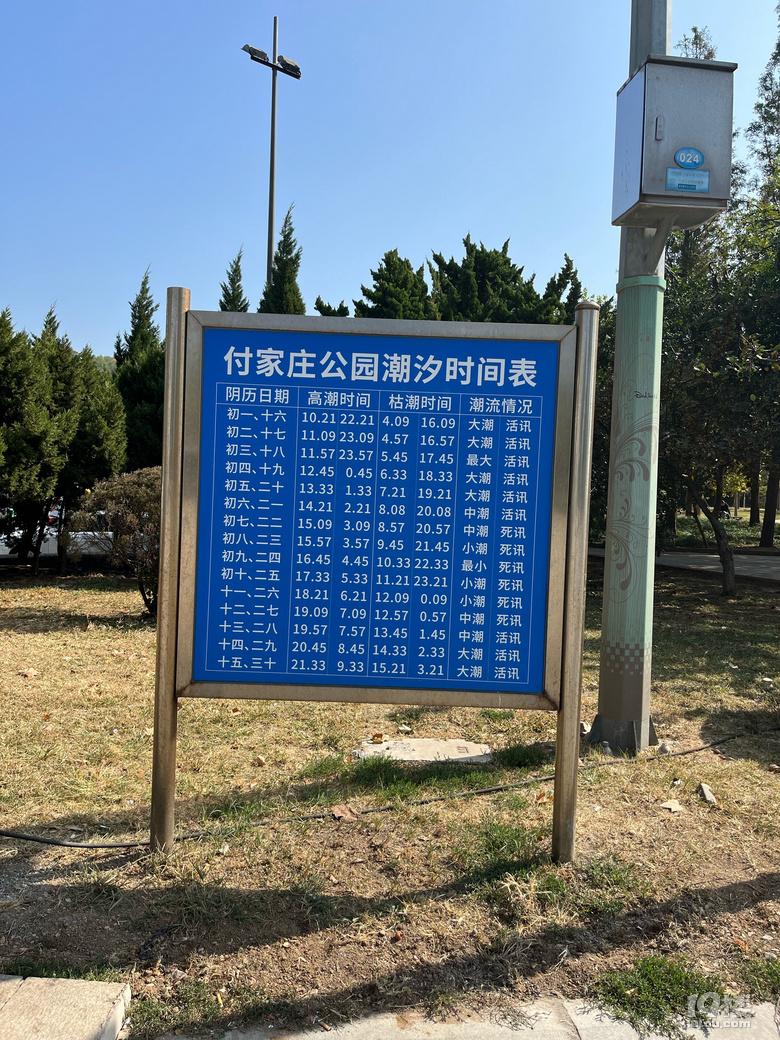 024
付家庄公园潮汐时间表
阴历日期 高潮时间 枯潮时间 潮流情况
初一、十六 10.21 22.21 4.09 16.09 大潮 活讯
初二、十七 11.09 23.09 4.57 16.57 大潮 活讯
初三、十八 11.57 23.57 5.45 17.45 最大 活讯
初四、十九 12.45 0.45 6.33 18.33 大潮 活讯
初五、二十 13.33 1.33 7.21 19.21 大潮 活讯
初六、二一 14.21 2.21 8.08 20.08 中潮 活讯
初七、二二 15.09 3.09 8.57 20.57 中潮 死讯
初八、二三 15.57 3.57 9.45 21.45 小潮 死讯
初九、二四 16.45 4.45 10.33 22.33 最小 死讯
初十、二五 17.33 5.33 11.21 23.21 小潮 死讯
十一、二六 18.21 6.21 12.09 0.09 小潮 死讯
十二、二七 19.09 7.09 12.57 0.57 中潮 死讯
十三、二八 19.57 7.57 13.45 1.45 中潮 活讯
十四、二九 20.45 8.45 14.33 2.33 大潮 活讯
十五、三十 21.33 9.33 15.21 3.21 大潮 活讯